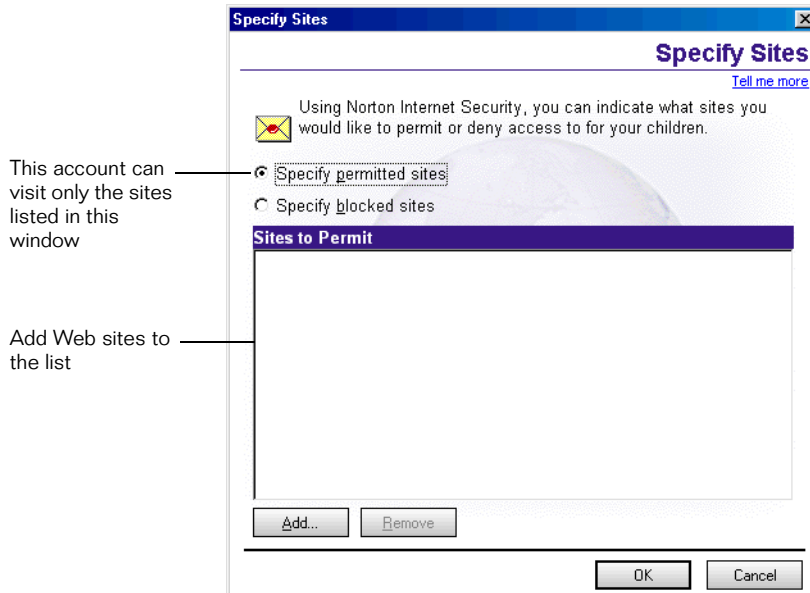 Specify Sites
Specify Sites
Tell me more
Using Norton Internet Security, you can indicate what sites you
would like to permit or deny access to for your children.
This account can
visit only the sites
listed in this
window
Specify permitted sites
Specify blocked sites
Sites to Permit
Add Web sites to
the list
Add...
Remove
OK
Cancel